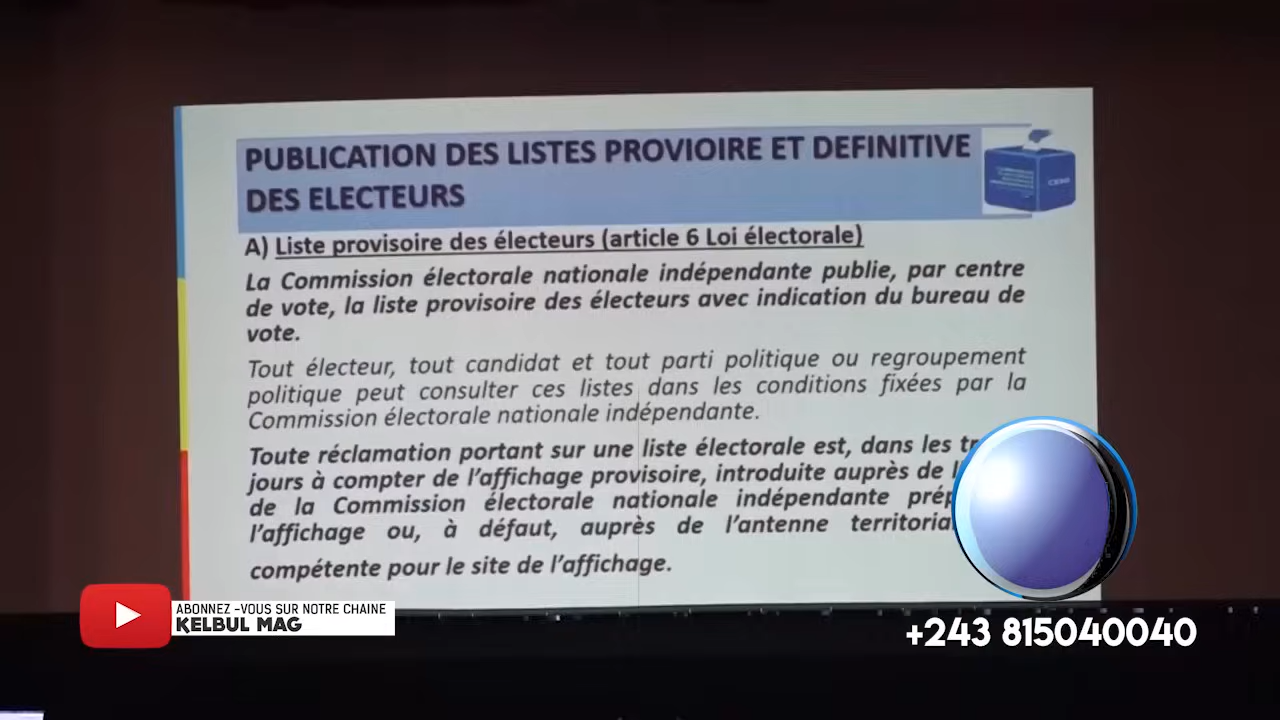 PUBLICATION DES LISTES PROVIOIRE ET DEFINITIVE
DES ELECTEURS
A) Liste provisoire des électeurs (article 6 Loi électorale)
La Commission électorale nationale indépendante publie, par centre
de vote, la liste provisoire des électeurs avec indication du bureau de
vote.
Tout électeur, tout candidat et tout parti politique ou regroupement
politique peut consulter ces listes dans les conditions fixées par la
Commission électorale nationale indépendante.
Toute réclamation portant sur une liste électorale est, dans les
jours à compter de l'affichage provisoire, introduite auprès de
de la Commission électorale nationale indépendante
l'affichage ou, à défaut, auprès de l'antenne
compétente pour le site de l'affichage.
ABONNEZ -VOUS SUR NOTRE CHAINE
KELBUL MAG
+243 815040040